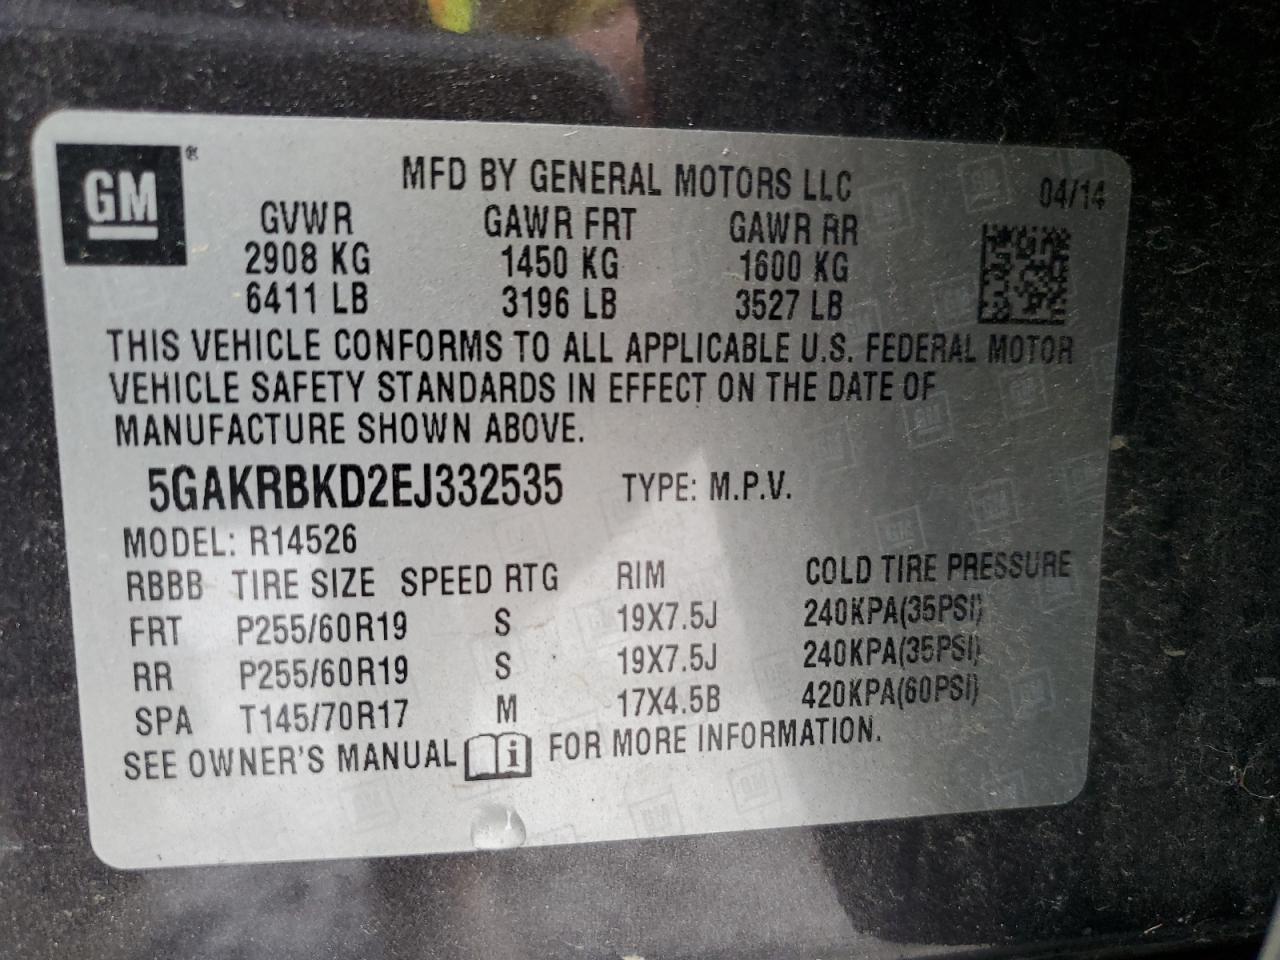 GM ®
MFD BY GENERAL MOTORS LLC 04/14
GVWR GAWR FRT GAWR RR
2908 KG 1450 KG 1600 KG
6411 LB 3196 LB 3527 LB
THIS VEHICLE CONFORMS TO ALL APPLICABLE U.S. FEDERAL MOTOR
VEHICLE SAFETY STANDARDS IN EFFECT ON THE DATE OF
MANUFACTURE SHOWN ABOVE.
5GAKRBKD2EJ332535 TYPE: M.P.V.
MODEL: R14526
RBBB TIRE SIZE SPEED RTG RIM COLD TIRE PRESSURE
FRT P255/60R19 S 19X7.5J 240KPA(35PSI)
RR P255/60R19 S 19X7.5J 240KPA(35PSI)
SPA T145/70R17 M 17X4.5B 420KPA(60PSI)
SEE OWNER'S MANUAL i FOR MORE INFORMATION.